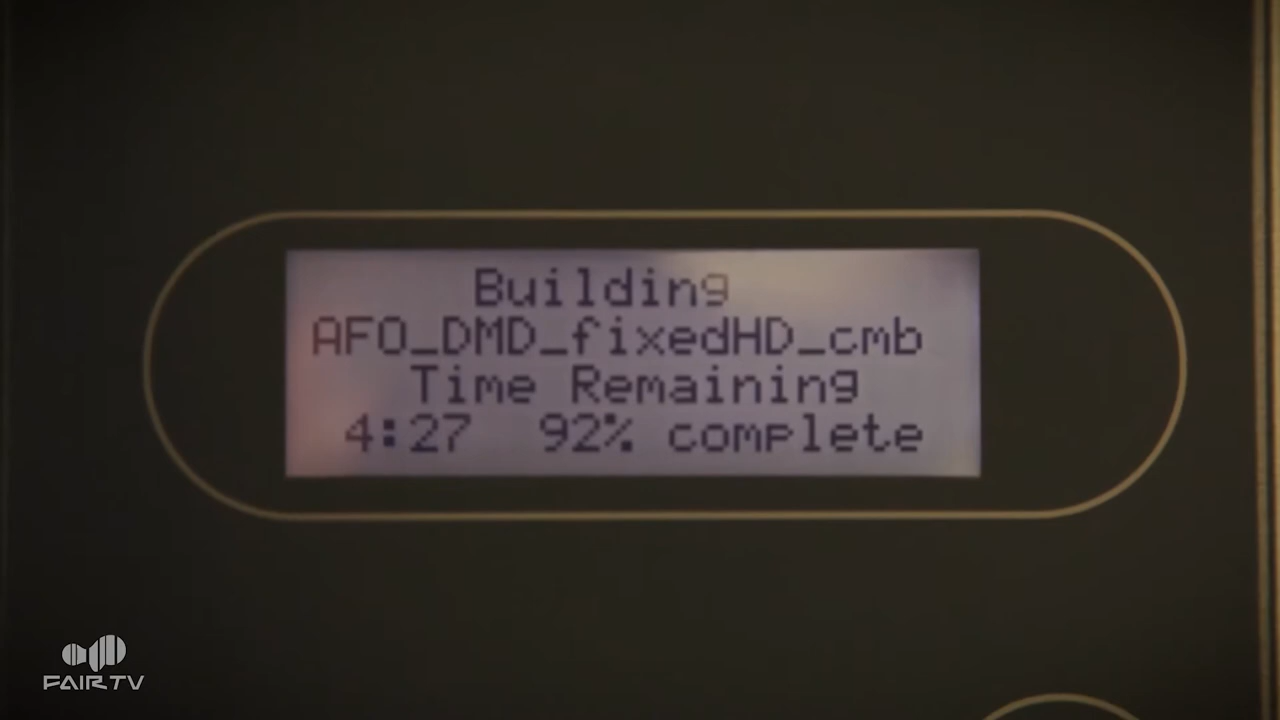 Building
AFO_DMD_fixedHD_cmb
Time Remaining
4:27 92% complete
FAIRTV